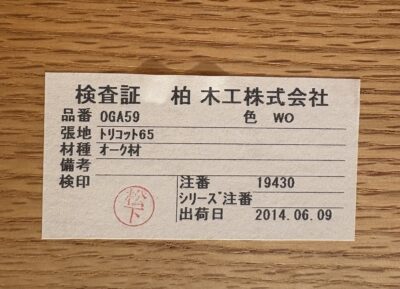 検査証 柏木工株式会社
品番 OGA59 色 WO
張地 トリコット65
材種 オーク材
備考
検印 松下 注番 19430
シリーズ注番
出荷日 2014.06.09